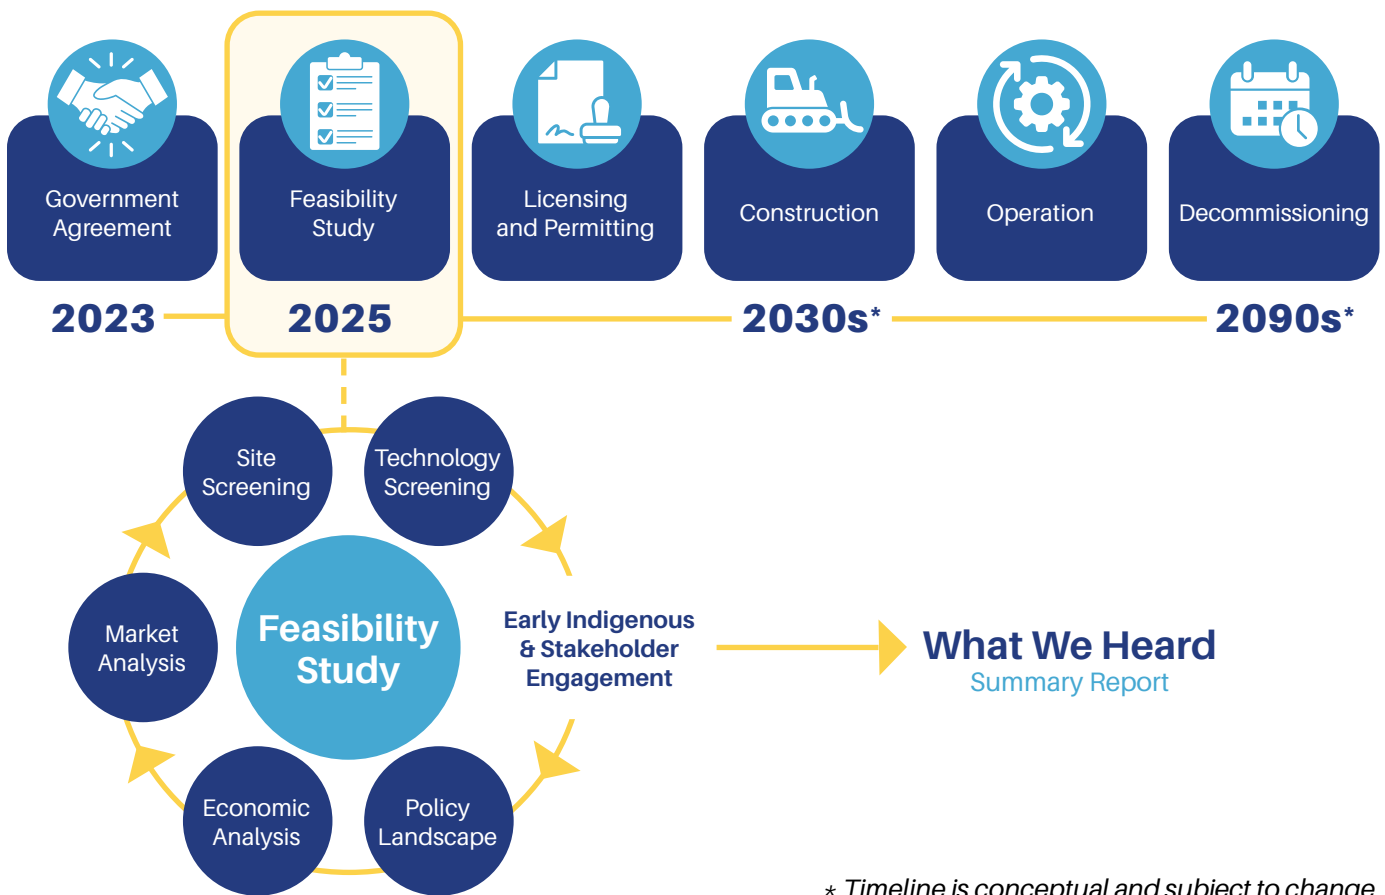 Government
Agreement
Feasibility
Study
Licensing
and Permitting
Construction
Operation
Decommissioning
2023
2025
2030s*
2090s*
Site
Screening
Technology
Screening
Market
Analysis
Feasibility
Study
Early Indigenous
& Stakeholder
Engagement
What We Heard
Summary Report
Economic
Analysis
Policy
Landscape
* Timeline is conceptual and subject to change